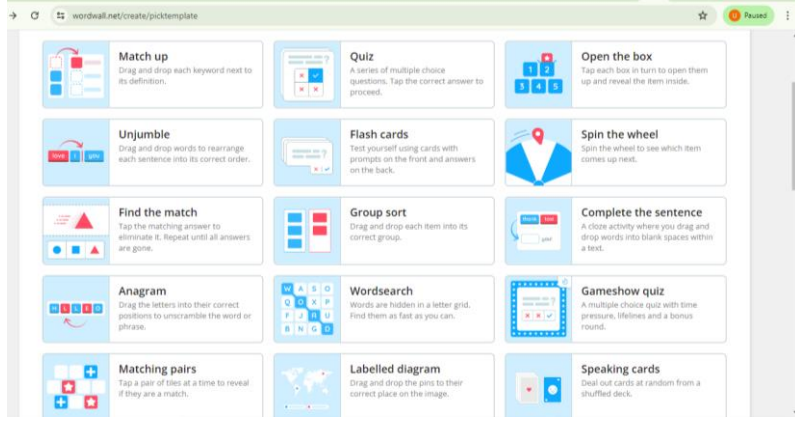 wordwall.net/create/picktemplate
U
Paused
Match up
Drag and drop each keyword next to
its definition.
Quiz
A series of multiple choice
questions. Tap the correct answer to
proceed.
Open the box
Tap each box in turn to open them
up and reveal the item inside.
1 2
3 4 5
Unjumble
Drag and drop words to rearrange
each sentence into its correct order.
love I you
Flash cards
Test yourself using cards with
prompts on the front and answers
on the back.
Spin the wheel
Spin the wheel to see which item
comes up next.
Find the match
Tap the matching answer to
eliminate it. Repeat until all answers
are gone.
Group sort
Drag and drop each item into its
correct group.
Complete the sentence
A cloze activity where you drag and
drop words into blank spaces within
a text.
Anagram
Drag the letters into their correct
positions to unscramble the word or
phrase.
H L L E O
Wordsearch
Words are hidden in a letter grid.
Find them as fast as you can.
W A S O
Q O X P
F J R U
B N G D
Gameshow quiz
A multiple choice quiz with time
pressure, lifelines and a bonus
round.
Matching pairs
Tap a pair of tiles at a time to reveal
if they are a match.
Labelled diagram
Drag and drop the pins to their
correct place on the image.
Speaking cards
Deal out cards at random from a
shuffled deck.